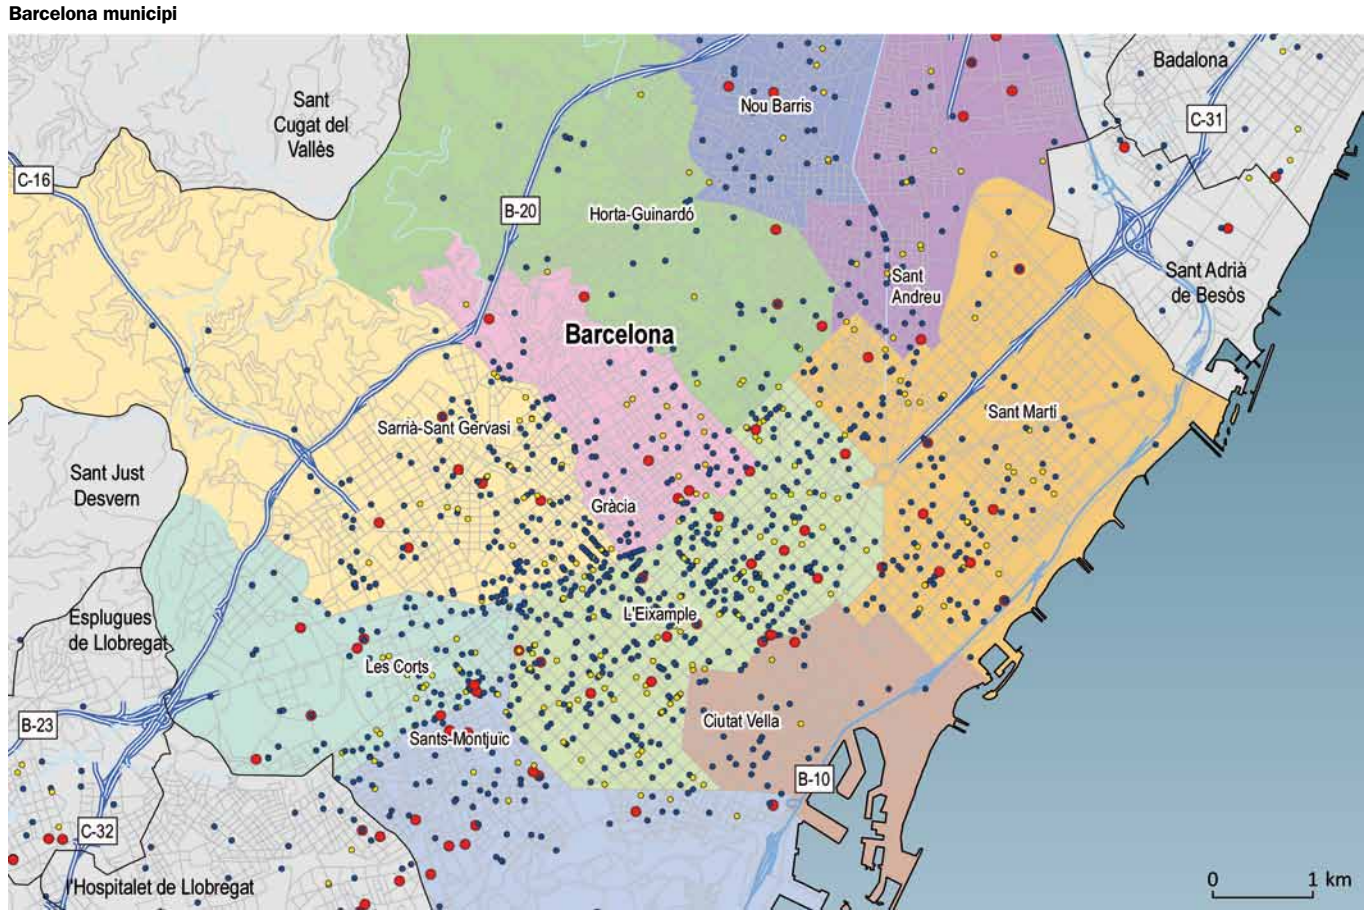 Barcelona municipi
Badalona
Sant
Cugat del
Vallès
Nou Barris
C-31
C-16
B-20
Horta-Guinardó
Sant
Andreu
Sant Adrià
de Besòs
Barcelona
Sant Martí
Sarrià-Sant Gervasi
Sant Just
Desvern
Gràcia
Esplugues
de Llobregat
L'Eixample
Les Corts
B-23
Ciutat Vella
Sants-Montjuïc
B-10
C-32
l'Hospitalet de Llobregat
0 1 km